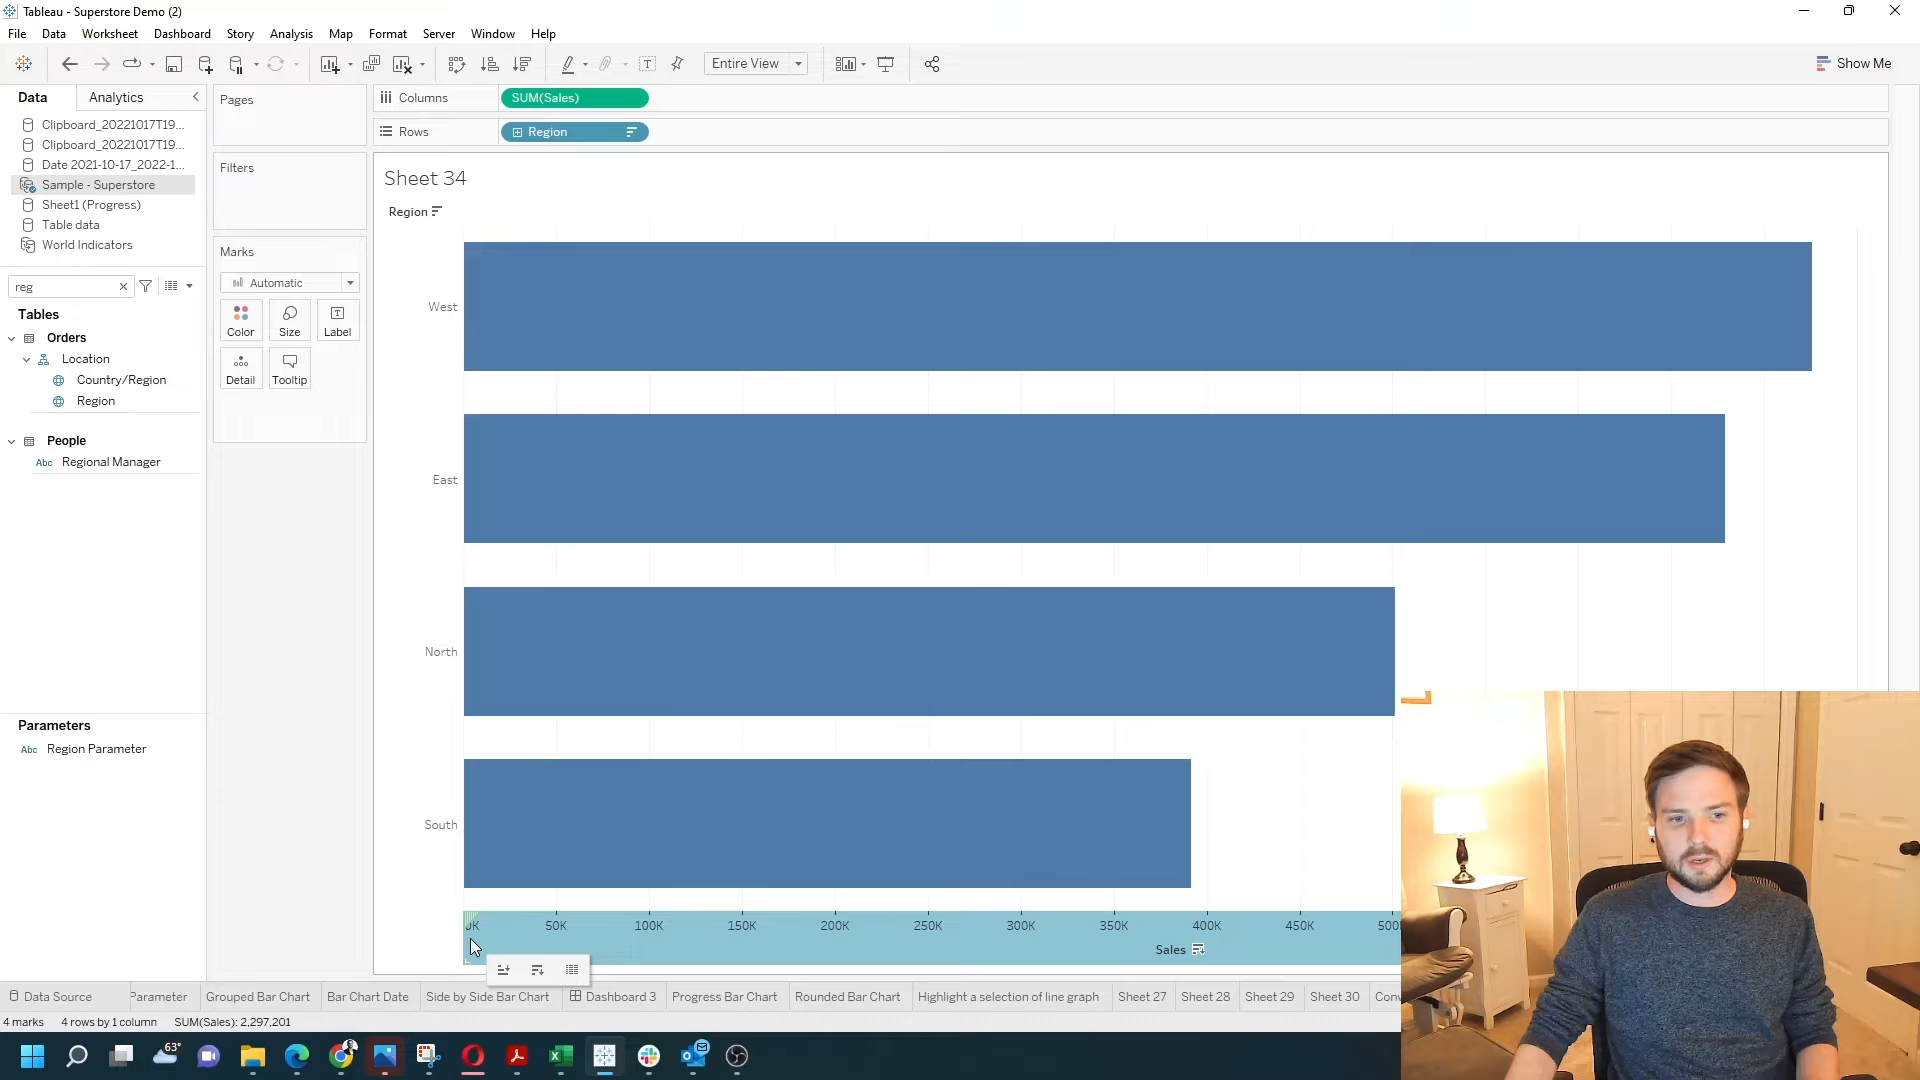 Tableau - Superstore Demo (2)
File Data Worksheet Dashboard Story Analysis Map Format Server Window Help
Entire View
Show Me
Data Analytics
Clipboard_20221017T19...
Clipboard_20221017T19...
Date 2021-10-17_2022-1...
Sample - Superstore
Sheet1 (Progress)
Table data
World Indicators
reg
Tables
Orders
Location
Country/Region
Region
People
Abc Regional Manager
Parameters
Abc Region Parameter
Pages
Filters
Marks
Automatic
Color Size Label
Detail Tooltip
Columns SUM(Sales)
Rows Region
Sheet 34
Region
West
East
North
South
0K 50K 100K 150K 200K 250K 300K 350K 400K 450K
Sales
Data Source Parameter Grouped Bar Chart Bar Chart Date Side by Side Bar Chart Dashboard 3 Progress Bar Chart Rounded Bar Chart Highlight a selection of line graph Sheet 27 Sheet 28 Sheet 29 Sheet 30
4 marks 4 rows by 1 column SUM(Sales): 2,297,201
63°